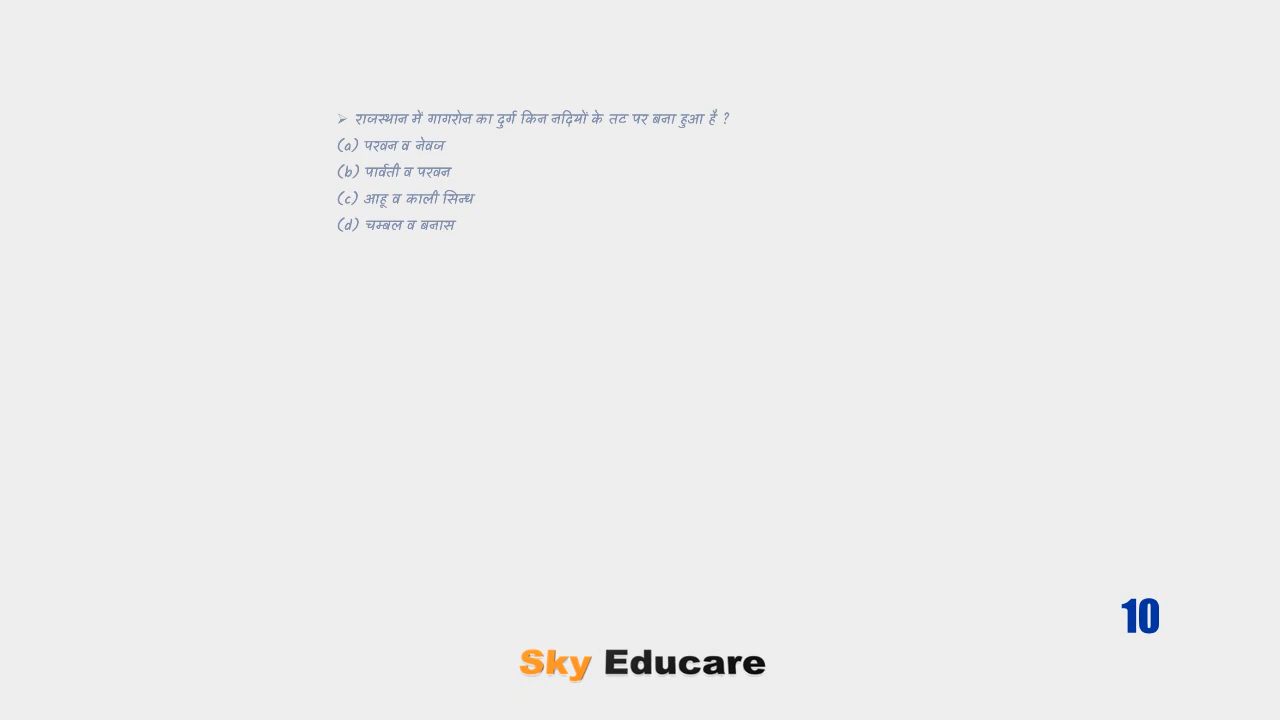 ➢ राजस्थान में गागरोन का दुर्ग किन नदियों के तट पर बना हुआ है ?
(a) परवन व नेवज
(b) पार्वती व परवन
(c) आहू व काली सिन्ध
(d) चम्बल व बनास
10
Sky Educare